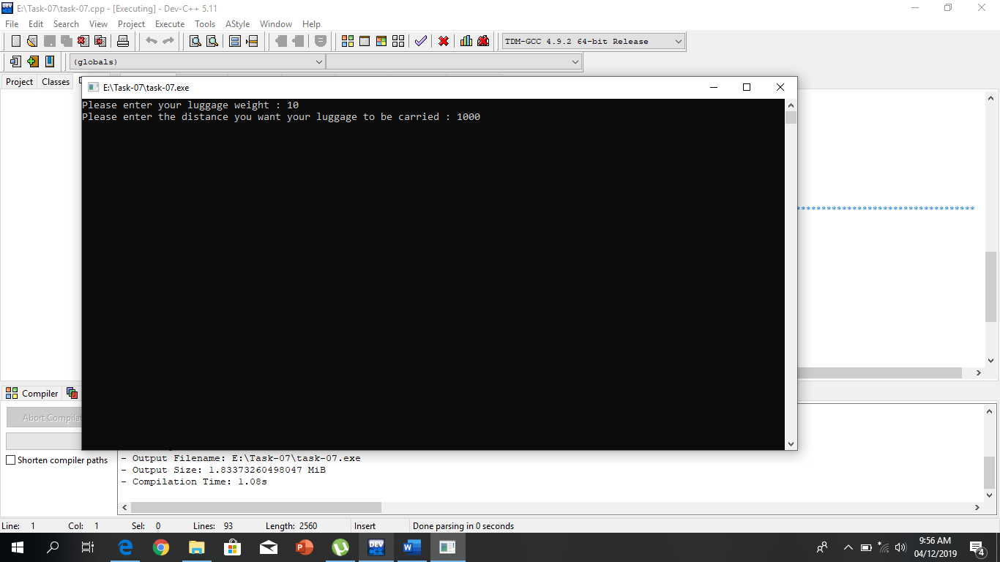 E:\Task-07\task-07.cpp - [Executing] - Dev-C++ 5.11
File Edit Search View Project Execute Tools AStyle Window Help
TDM-GCC 4.9.2 64-bit Release
(globals)
Project Classes
E:\Task-07\task-07.exe
Please enter your luggage weight : 10
Please enter the distance you want your luggage to be carried : 1000
***********************************
Compiler
Abort Compilat
Shorten compiler paths
- Output Filename: E:\Task-07\task-07.exe
- Output Size: 1.83373260498047 MiB
- Compilation Time: 1.08s
Line: 1 Col: 1 Sel: 0 Lines: 93 Length: 2560 Insert Done parsing in 0 seconds
DEV
9:56 AM
04/12/2019
4